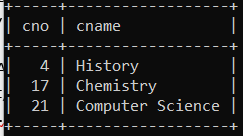 +-----+------------------+
| cno | cname            |
+-----+------------------+
|   4 | History          |
|  17 | Chemistry        |
|  21 | Computer Science |
+-----+------------------+